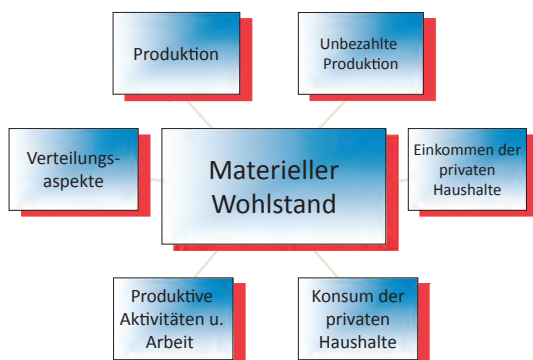 Produktion
Unbezahlte
Produktion
Verteilungs-
aspekte
Materieller
Wohlstand
Einkommen der
privaten
Haushalte
Produktive
Aktivitäten u.
Arbeit
Konsum der
privaten
Haushalte